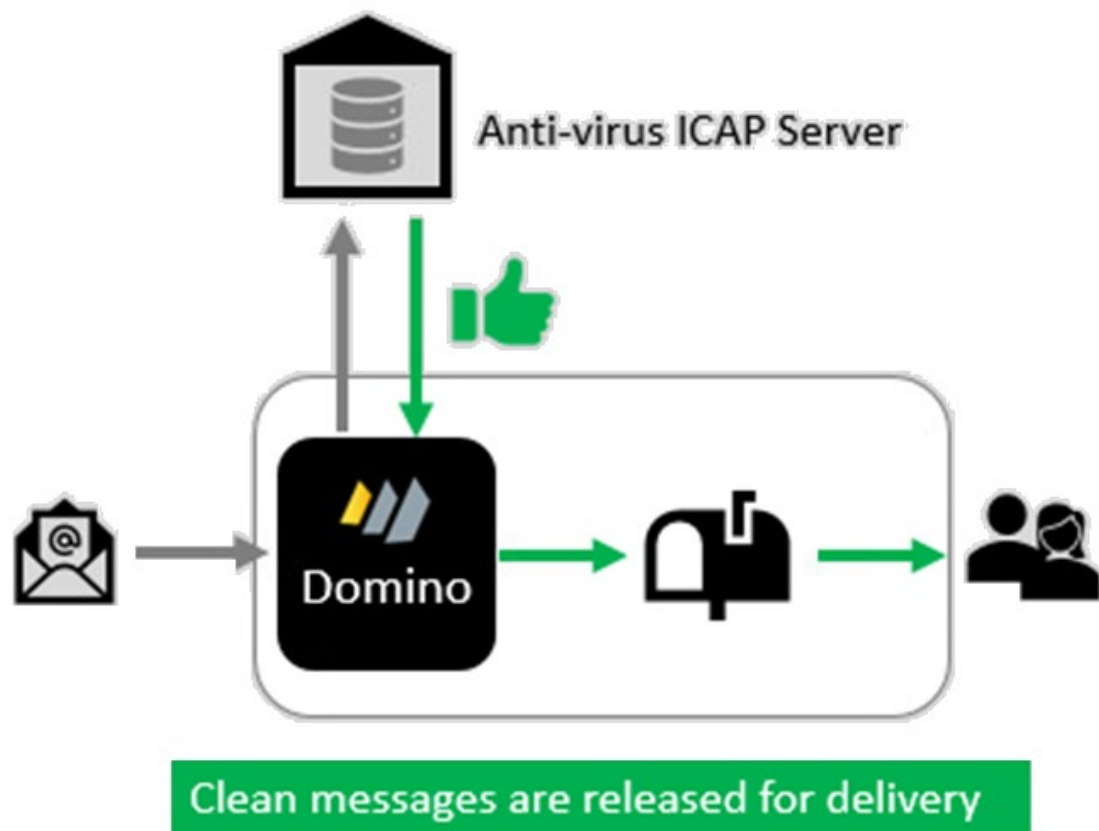 Anti-virus ICAP Server
@
Domino
Clean messages are released for delivery